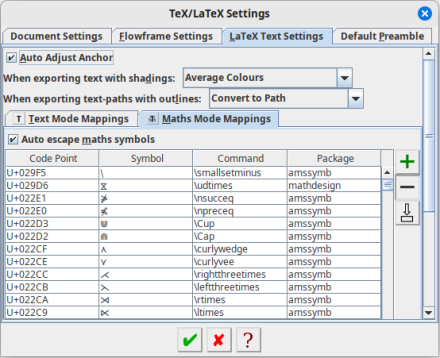 TeX/LaTeX Settings
Document Settings Flowframe Settings LaTeX Text Settings Default Preamble
Auto Adjust Anchor
When exporting text with shadings: Average Colours
When exporting text-paths with outlines: Convert to Path
T Text Mode Mappings Maths Mode Mappings
Auto escape maths symbols
Code Point Symbol Command Package
U+029F5 ⧵ \smallsetminus amssymb
U+029D6 ⧖ \udtimes mathdesign
U+022E1 ⋡ \nsucceq amssymb
U+022E0 ⋠ \npreceq amssymb
U+022D3 ⋓ \Cup amssymb
U+022D2 ⋒ \Cap amssymb
U+022CF ⋏ \curlywedge amssymb
U+022CE ⋎ \curlyvee amssymb
U+022CC ⋌ \rightthreetimes amssymb
U+022CB ⋋ \leftthreetimes amssymb
U+022CA ⋊ \rtimes amssymb
U+022C9 ⋉ \ltimes amssymb